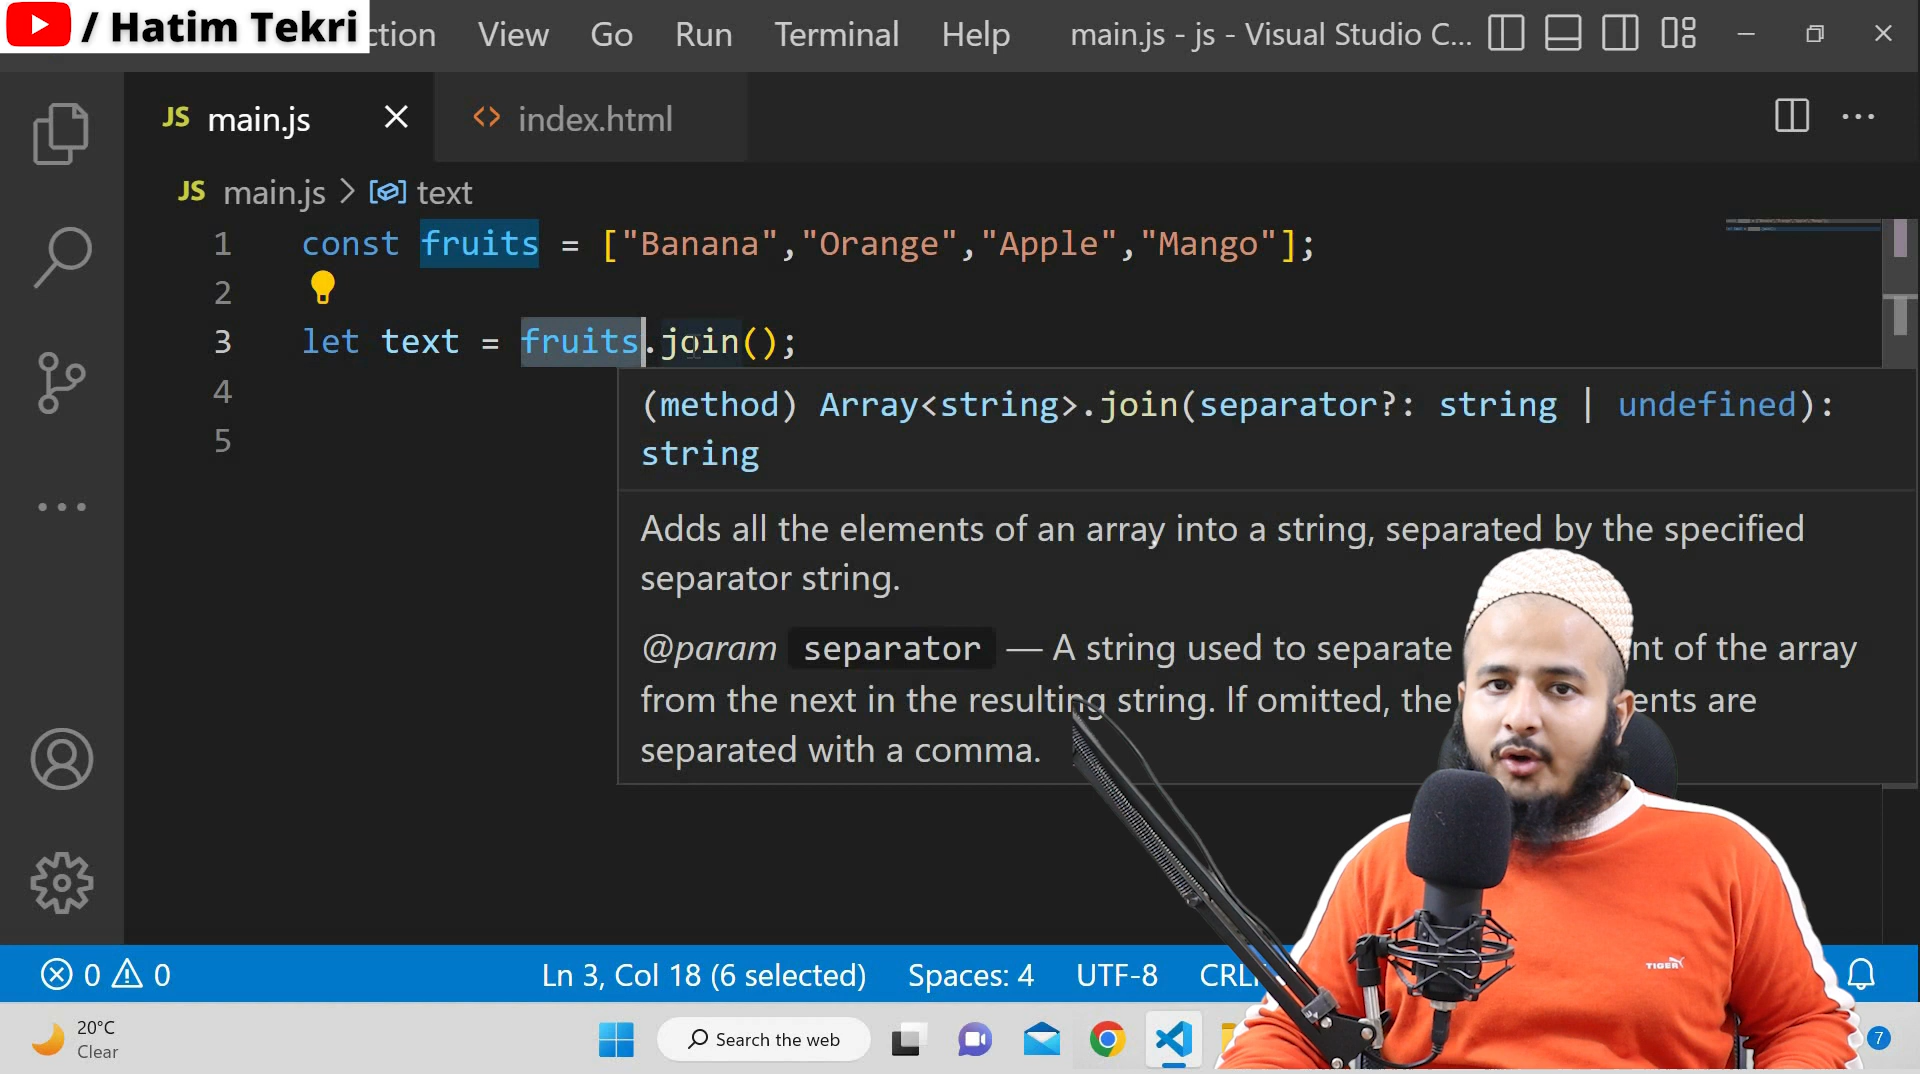 / Hatim Tekri
View Go Run Terminal Help main.js - js - Visual Studio C...
JS main.js <> index.html
JS main.js > text
1 const fruits = ["Banana","Orange","Apple","Mango"];
2
3 let text = fruits.join();
4
5
(method) Array<string>.join(separator?: string | undefined):
string
Adds all the elements of an array into a string, separated by the specified
separator string.
@param separator — A string used to separate of the array
from the next in the resulting string. If omitted, the are
separated with a comma.
TIGER
0 0 Ln 3, Col 18 (6 selected) Spaces: 4 UTF-8
20°C
Clear
Search the web
7